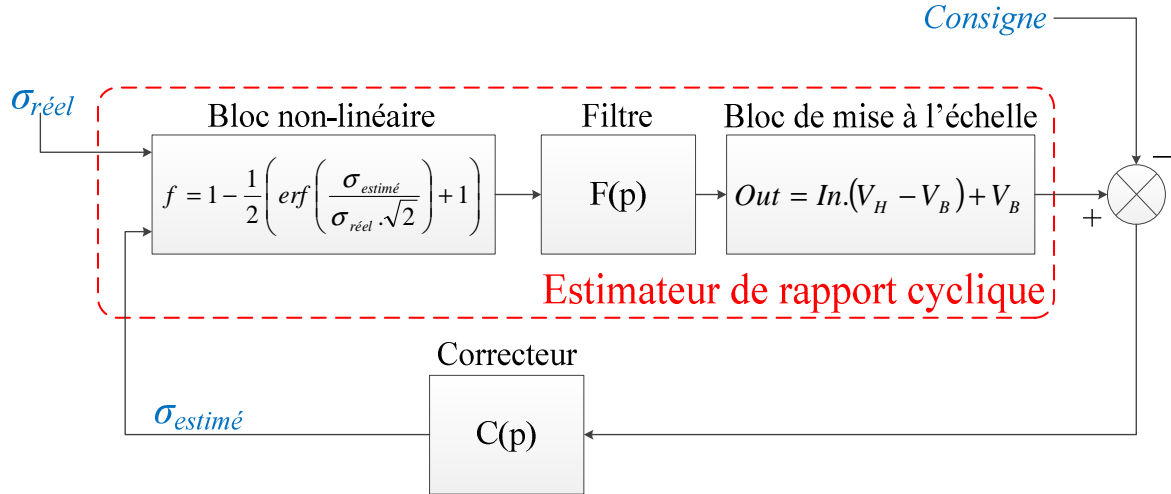 Consigne
σréel
Bloc non-linéaire
Filtre
Bloc de mise à l'échelle
f = 1 - 1/2 ( erf ( σestimé / σréel . √2 ) + 1 )
F(p)
Out = In.(VH − VB) + VB
−
+
Estimateur de rapport cyclique
Correcteur
C(p)
σestimé